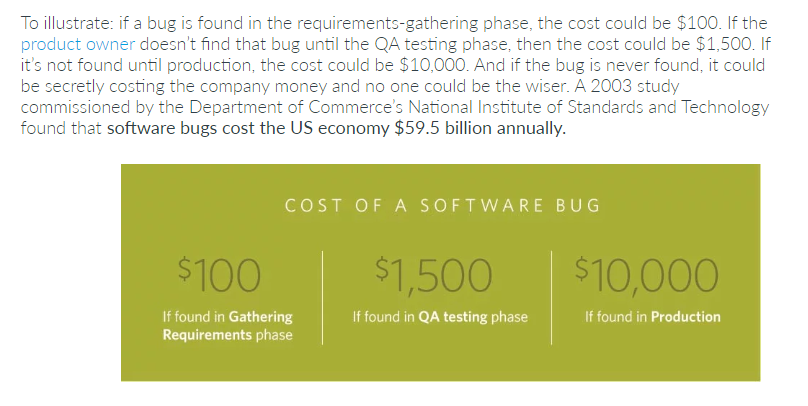 To illustrate: if a bug is found in the requirements-gathering phase, the cost could be $100. If the
product owner doesn't find that bug until the QA testing phase, then the cost could be $1,500. If
it's not found until production, the cost could be $10,000. And if the bug is never found, it could
be secretly costing the company money and no one could be the wiser. A 2003 study
commissioned by the Department of Commerce's National Institute of Standards and Technology
found that software bugs cost the US economy $59.5 billion annually.
COST OF A SOFTWARE BUG
$100
If found in Gathering
Requirements phase
$1,500
If found in QA testing phase
$10,000
If found in Production